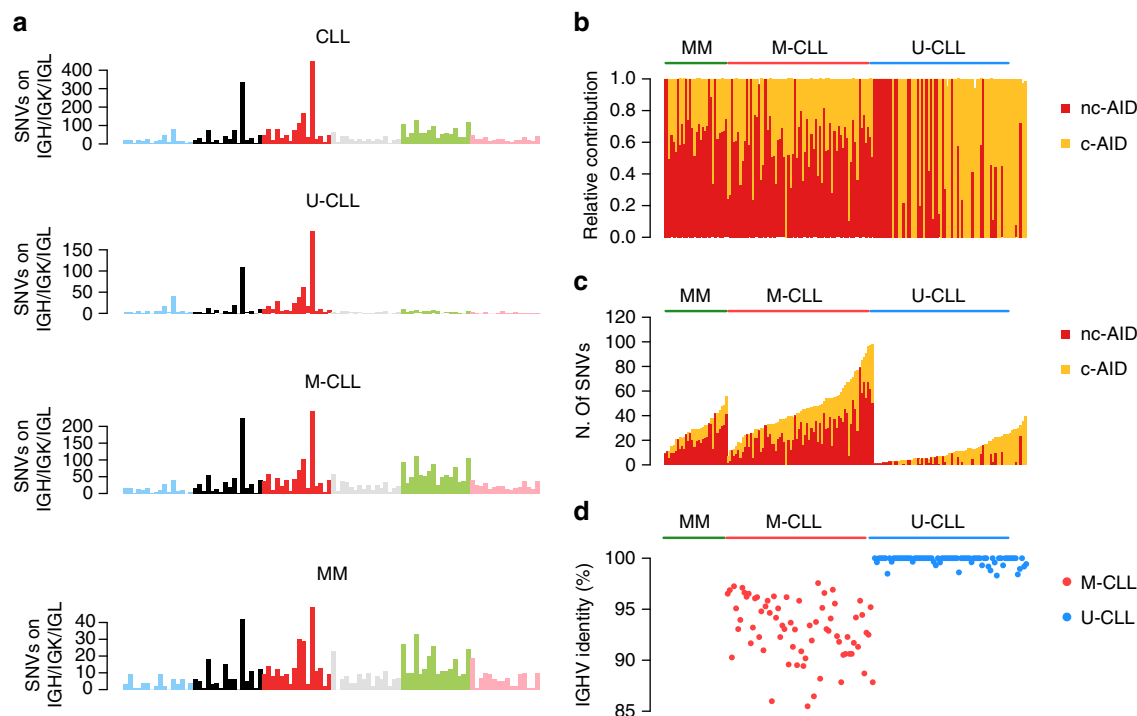 a
CLL
SNVs on
IGH/IGK/IGL
400
300
200
100
0
U-CLL
SNVs on
IGH/IGK/IGL
150
100
50
0
M-CLL
SNVs on
IGH/IGK/IGL
200
150
100
50
0
MM
SNVs on
IGH/IGK/IGL
40
30
20
10
0
b
MM M-CLL U-CLL
Relative contribution
1.0
0.8
0.6
0.4
0.2
0.0
nc-AID
c-AID
c
MM M-CLL U-CLL
N. Of SNVs
120
100
80
60
40
20
0
nc-AID
c-AID
d
MM M-CLL U-CLL
IGHV identity (%)
100
95
90
85
M-CLL
U-CLL